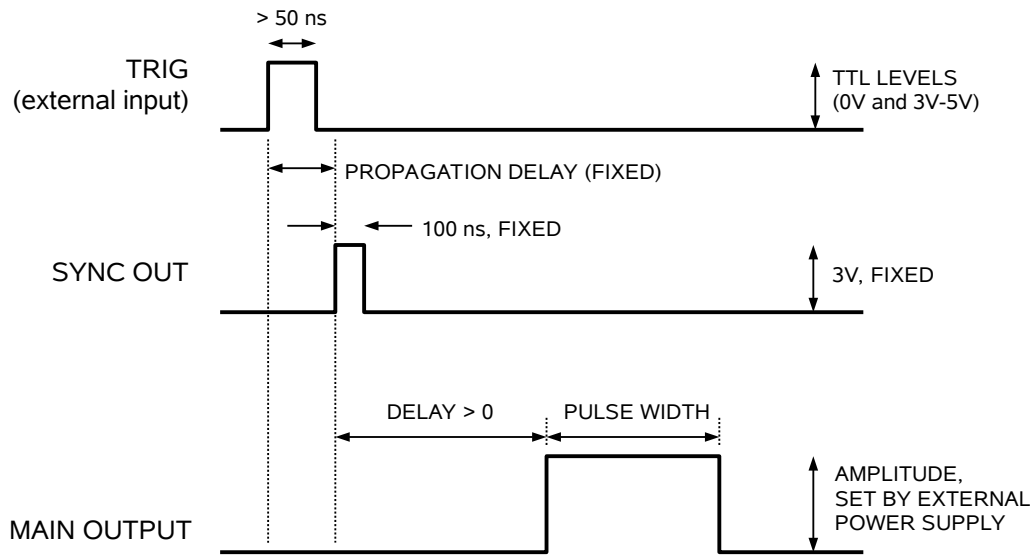 > 50 ns
TRIG
(external input)
TTL LEVELS
(0V and 3V-5V)
PROPAGATION DELAY (FIXED)
100 ns, FIXED
SYNC OUT
3V, FIXED
DELAY > 0
PULSE WIDTH
AMPLITUDE,
SET BY EXTERNAL
POWER SUPPLY
MAIN OUTPUT